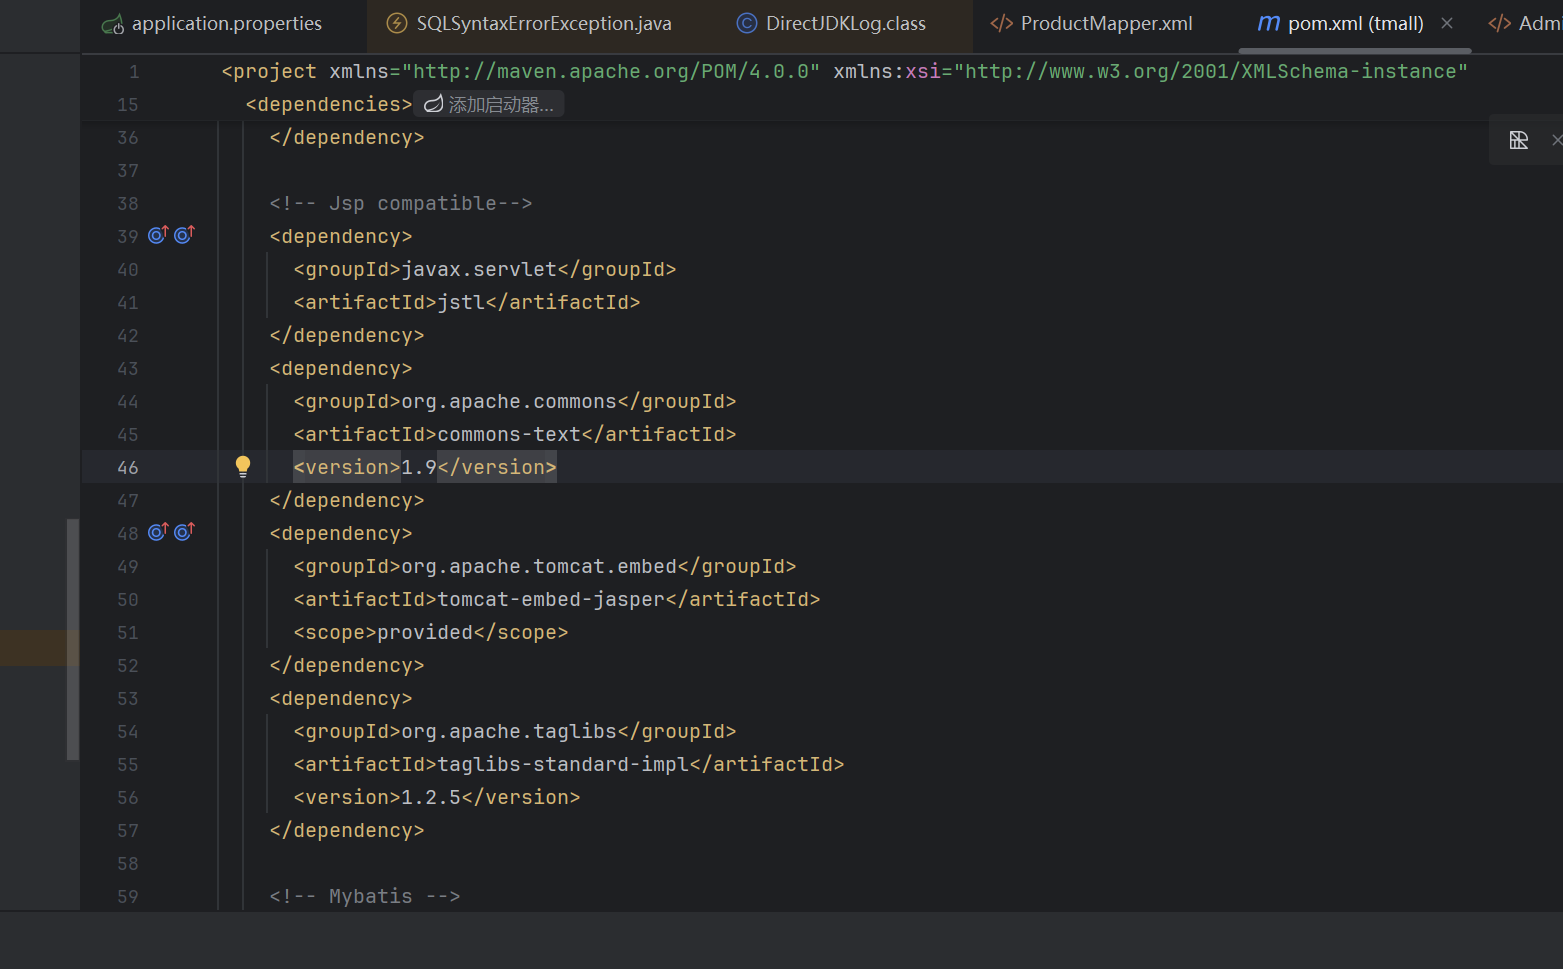 application.properties SQLSyntaxErrorException.java DirectJDKLog.class ProductMapper.xml pom.xml (tmall)
1 <project xmlns="http://maven.apache.org/POM/4.0.0" xmlns:xsi="http://www.w3.org/2001/XMLSchema-instance"
15 <dependencies> 添加启动器...
36 </dependency>
37
38 <!-- Jsp compatible-->
39 <dependency>
40 <groupId>javax.servlet</groupId>
41 <artifactId>jstl</artifactId>
42 </dependency>
43 <dependency>
44 <groupId>org.apache.commons</groupId>
45 <artifactId>commons-text</artifactId>
46 <version>1.9</version>
47 </dependency>
48 <dependency>
49 <groupId>org.apache.tomcat.embed</groupId>
50 <artifactId>tomcat-embed-jasper</artifactId>
51 <scope>provided</scope>
52 </dependency>
53 <dependency>
54 <groupId>org.apache.taglibs</groupId>
55 <artifactId>taglibs-standard-impl</artifactId>
56 <version>1.2.5</version>
57 </dependency>
58
59 <!-- Mybatis -->